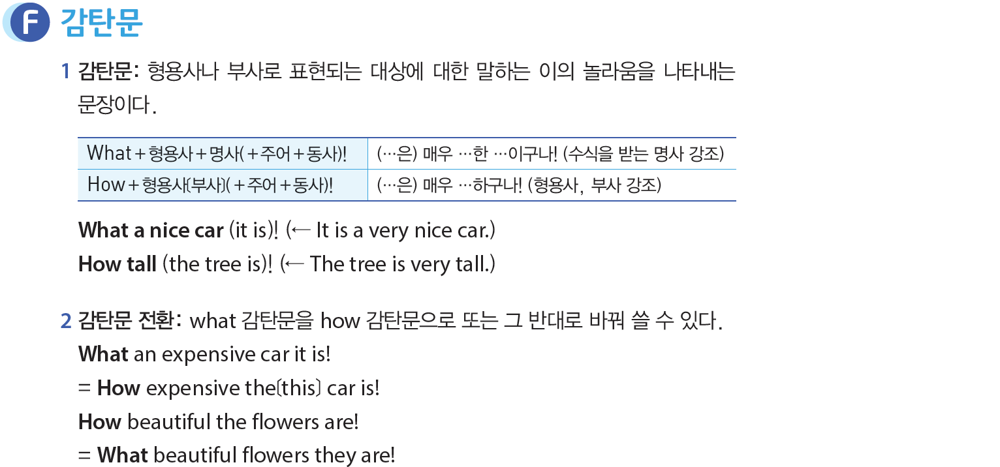 F 감탄문
1 감탄문: 형용사나 부사로 표현되는 대상에 대한 말하는 이의 놀라움을 나타내는
문장이다.
What+형용사+명사(+주어+동사)! (…은) 매우 …한 …이구나! (수식을 받는 명사 강조)
How+형용사〔부사〕(+주어+동사)! (…은) 매우 …하구나! (형용사, 부사 강조)
What a nice car (it is)! (← It is a very nice car.)
How tall (the tree is)! (← The tree is very tall.)
2 감탄문 전환: what 감탄문을 how 감탄문으로 또는 그 반대로 바꿔 쓸 수 있다.
What an expensive car it is!
= How expensive the〔this〕 car is!
How beautiful the flowers are!
= What beautiful flowers they are!